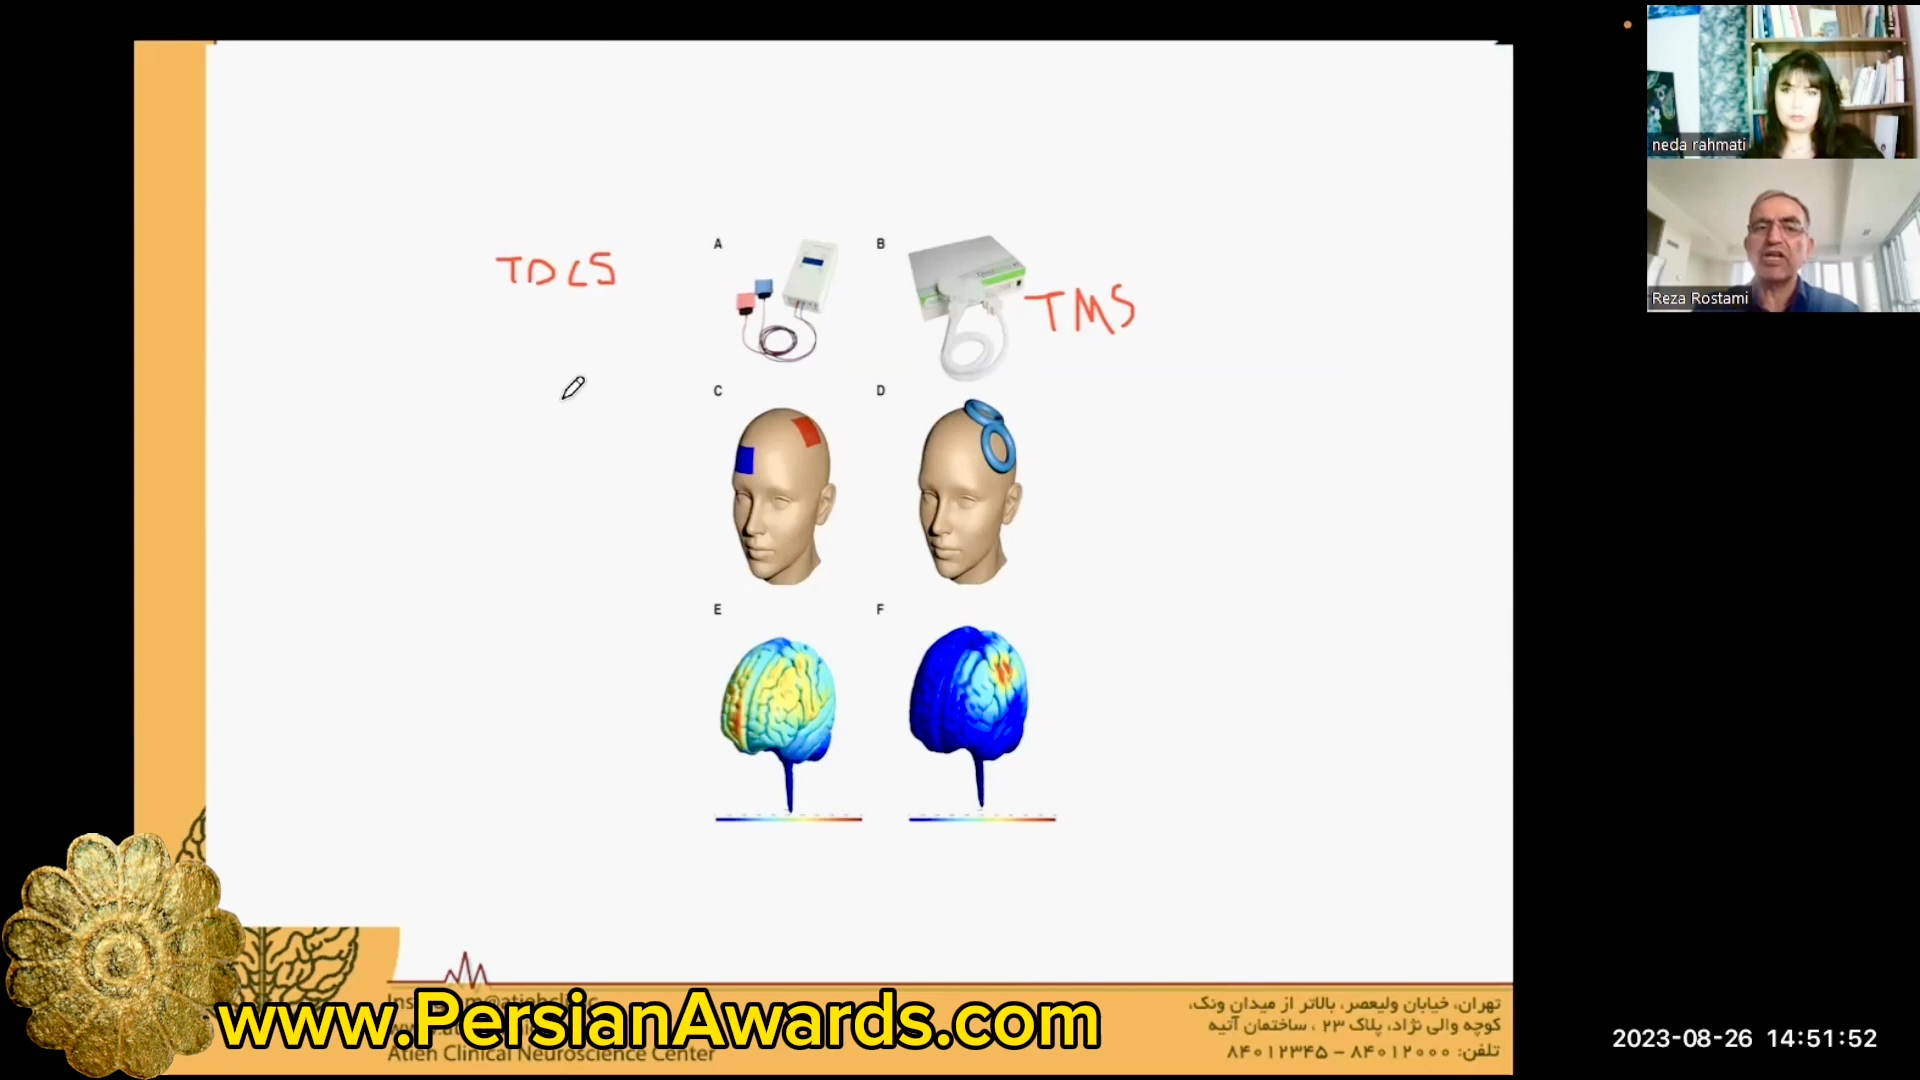 neda rahmati
Reza Rostami
A
B
TDCS
TMS
C
D
E
F
www.PersianAwards.com
Atieh Clinical Neuroscience Center
تهران، خیابان ولیعصر، بالاتر از میدان ونک،
کوچه والی نژاد، پلاک ۲۳ ، ساختمان آتیه
تلفن: ۸۴۰۱۲۰۰۰ – ۸۴۰۱۲۳۴۵
2023-08-26 14:51:52